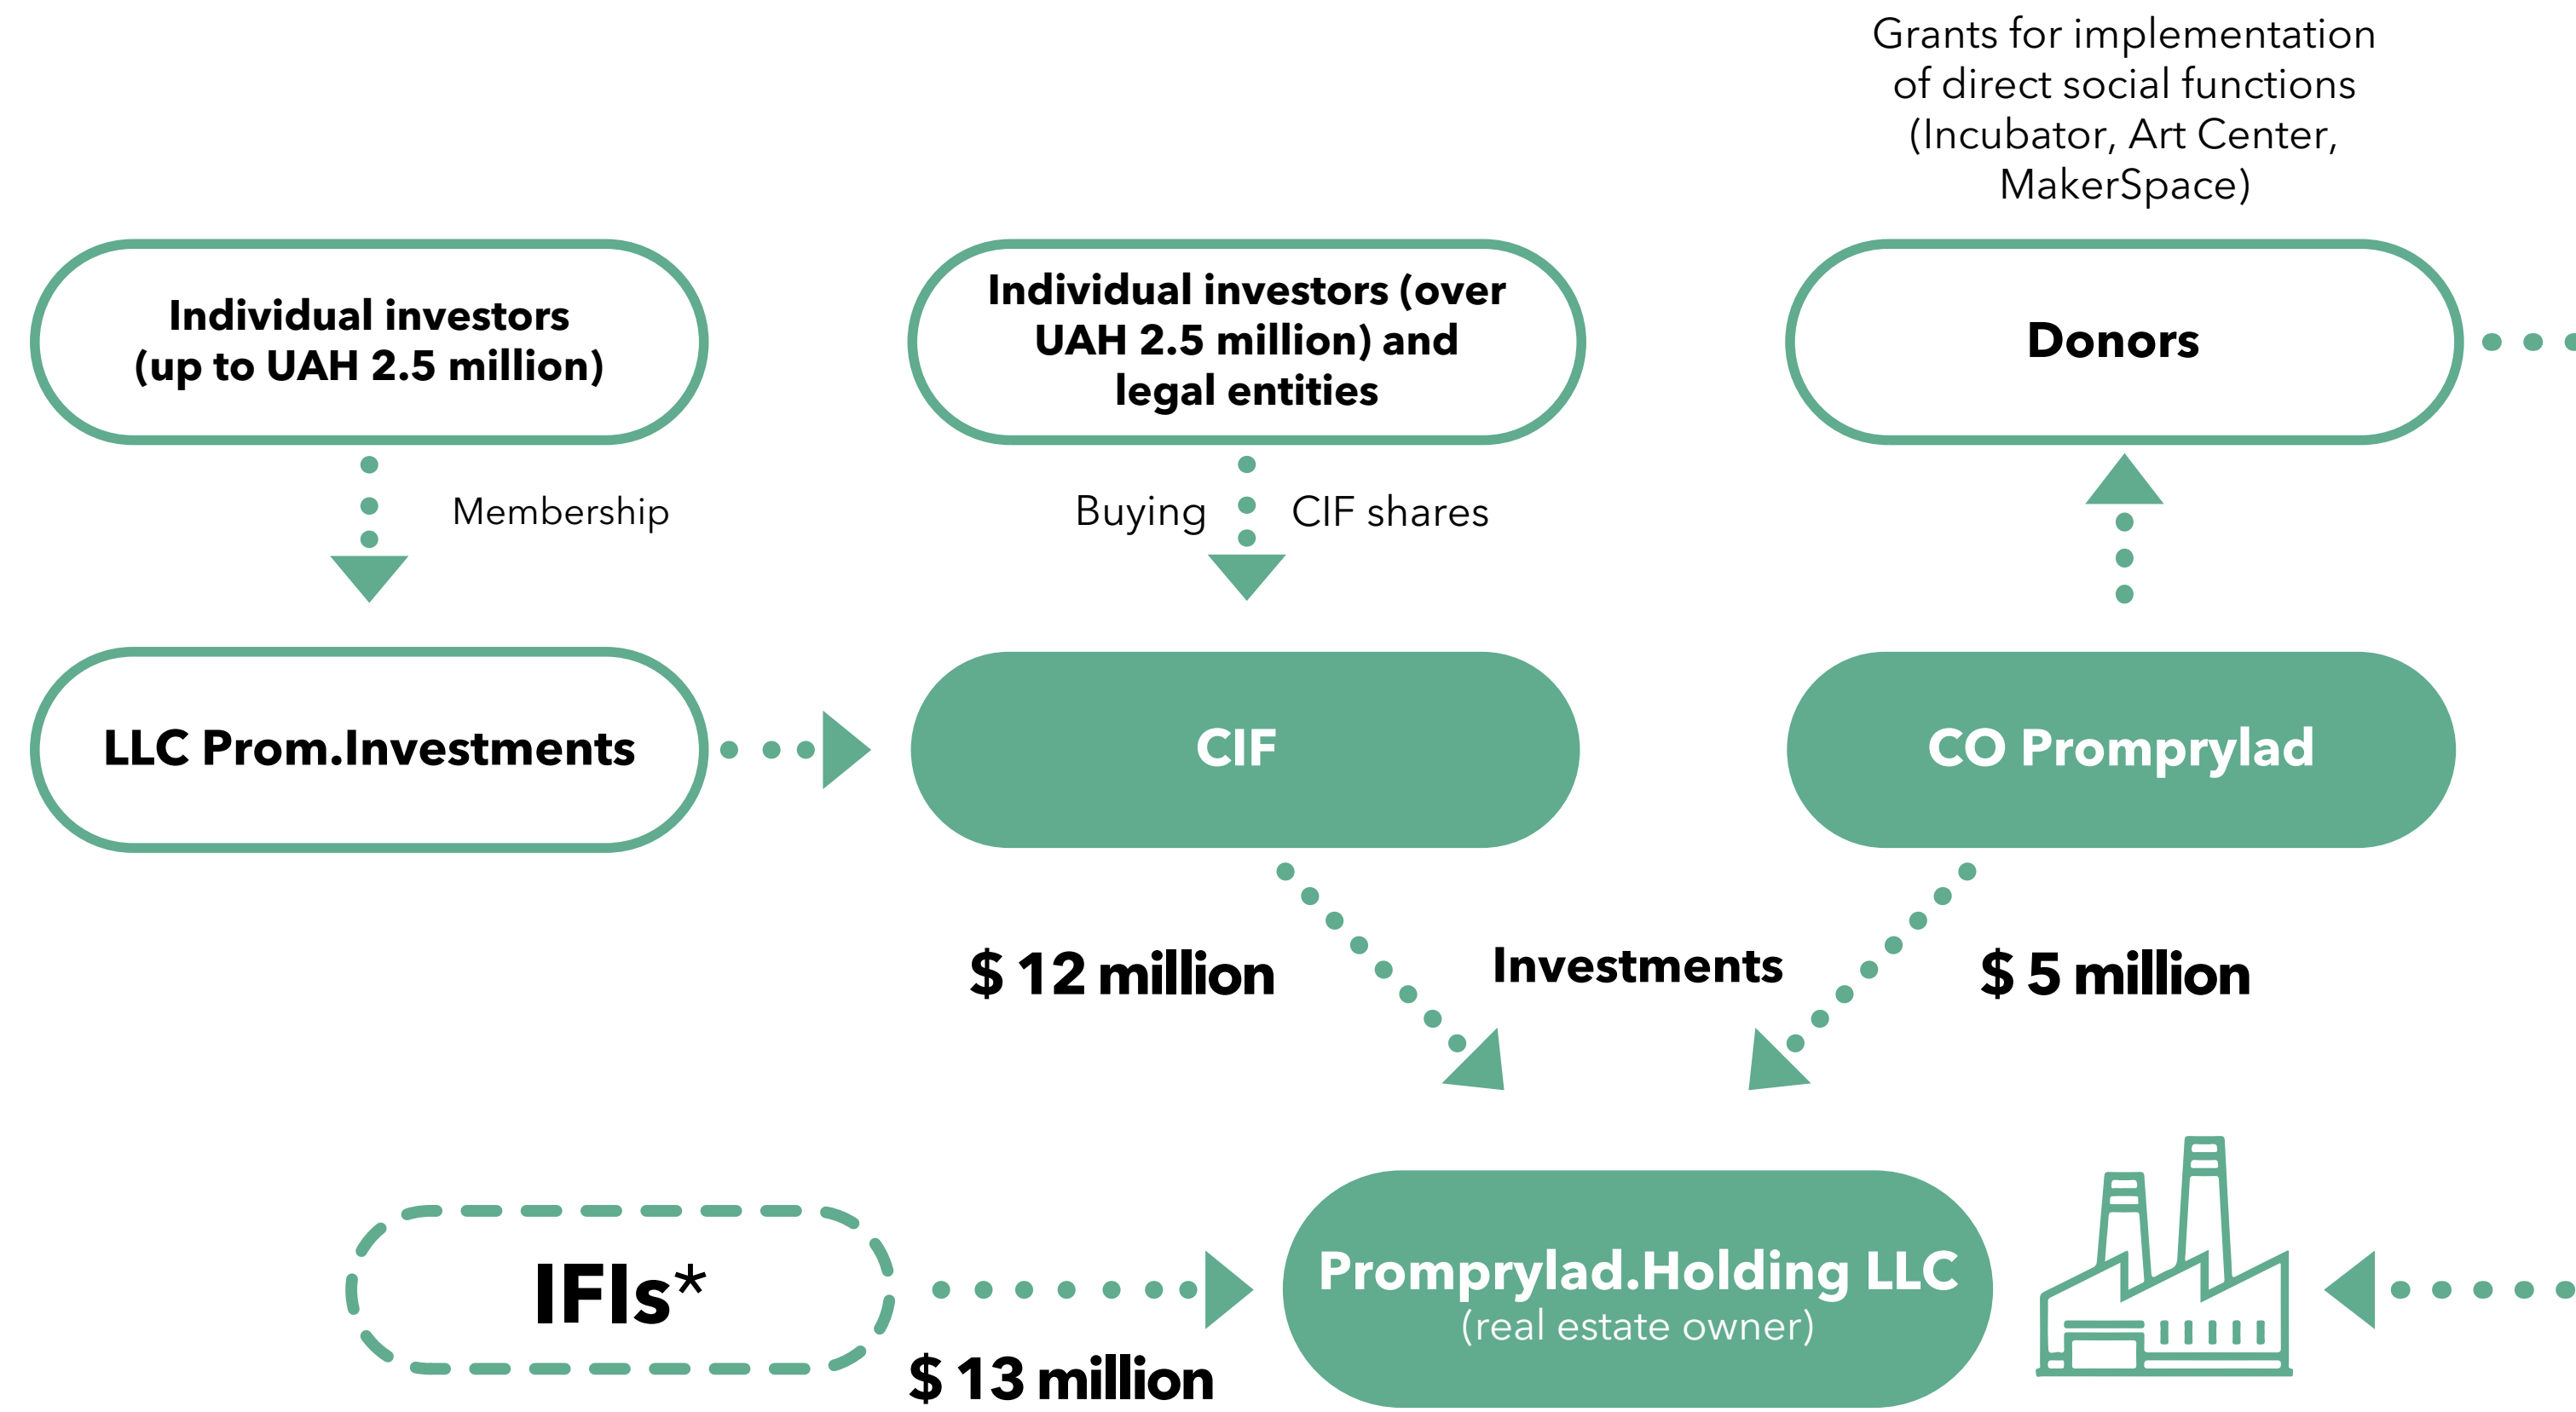 Grants for implementation
of direct social functions
(Incubator, Art Center,
MakerSpace)
Individual investors
(up to UAH 2.5 million)
Individual investors (over
UAH 2.5 million) and
legal entities
Donors
Membership
Buying CIF shares
LLC Prom.Investments
CIF
CO Promprylad
$ 12 million
Investments
$ 5 million
IFIs*
$ 13 million
Promprylad.Holding LLC
(real estate owner)